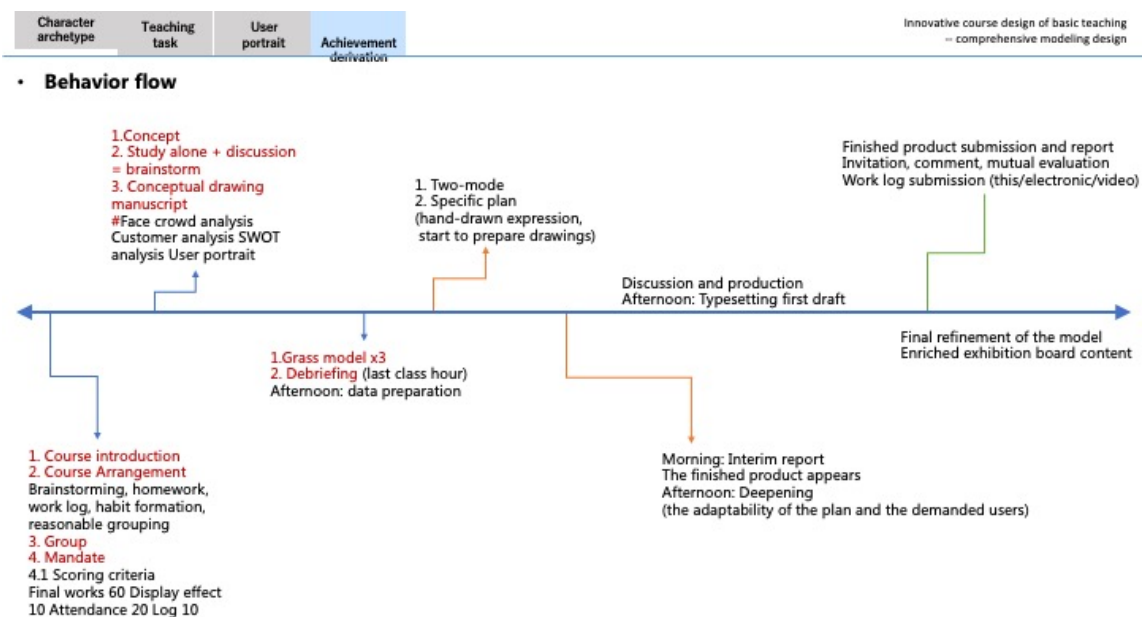 Character
archetype
Teaching
task
User
portrait
Achievement
derivation
Innovative course design of basic teaching
-- comprehensive modeling design
• Behavior flow
1.Concept
2. Study alone + discussion
= brainstorm
3. Conceptual drawing
manuscript
#Face crowd analysis
Customer analysis SWOT
analysis User portrait
1. Two-mode
2. Specific plan
(hand-drawn expression,
start to prepare drawings)
Finished product submission and report
Invitation, comment, mutual evaluation
Work log submission (this/electronic/video)
Discussion and production
Afternoon: Typesetting first draft
Final refinement of the model
Enriched exhibition board content
1.Grass model x3
2. Debriefing (last class hour)
Afternoon: data preparation
1. Course introduction
2. Course Arrangement
Brainstorming, homework,
work log, habit formation,
reasonable grouping
3. Group
4. Mandate
4.1 Scoring criteria
Final works 60 Display effect
10 Attendance 20 Log 10
Morning: Interim report
The finished product appears
Afternoon: Deepening
(the adaptability of the plan and the demanded users)